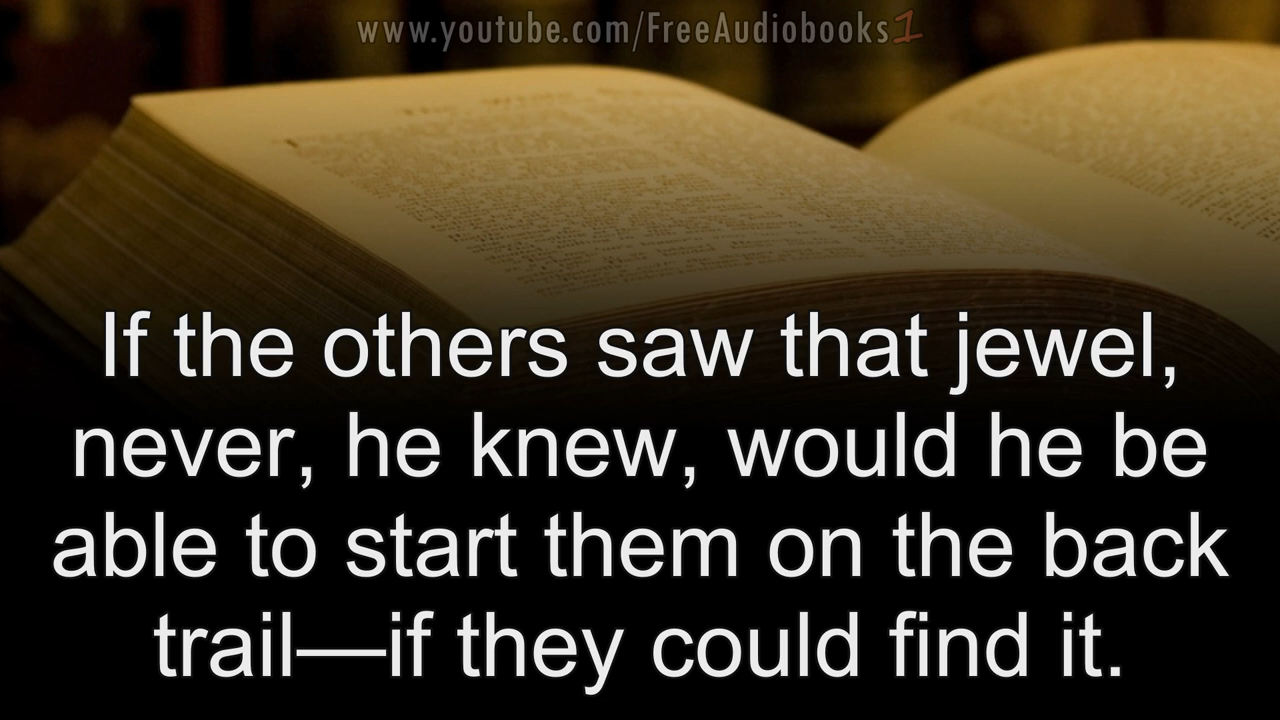 www.youtube.com/FreeAudiobooks1
If the others saw that jewel,
never, he knew, would he be
able to start them on the back
trail—if they could find it.